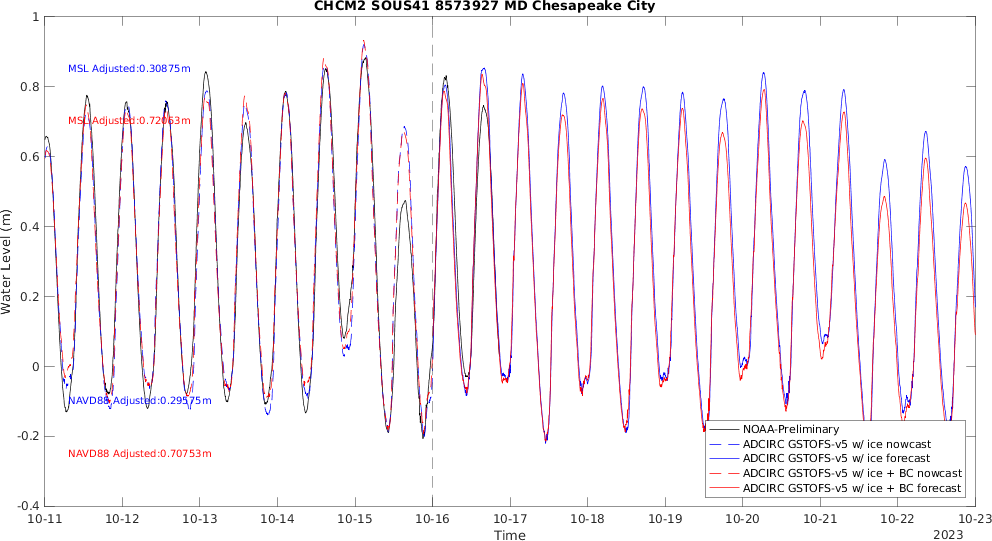 CHCM2 SOUS41 8573927 MD Chesapeake City
Water Level (m)
1
0.8
0.6
0.4
0.2
0
-0.2
-0.4
MSL Adjusted:0.30875m
MSL Adjusted:0.72063m
NAVD88 Adjusted:0.29575m
NAVD88 Adjusted:0.70753m
NOAA-Preliminary
ADCIRC GSTOFS-v5 w/ ice nowcast
ADCIRC GSTOFS-v5 w/ ice forecast
ADCIRC GSTOFS-v5 w/ ice + BC nowcast
ADCIRC GSTOFS-v5 w/ ice + BC forecast
10-11 10-12 10-13 10-14 10-15 10-16 10-17 10-18 10-19 10-20 10-21 10-22 10-23
Time
2023